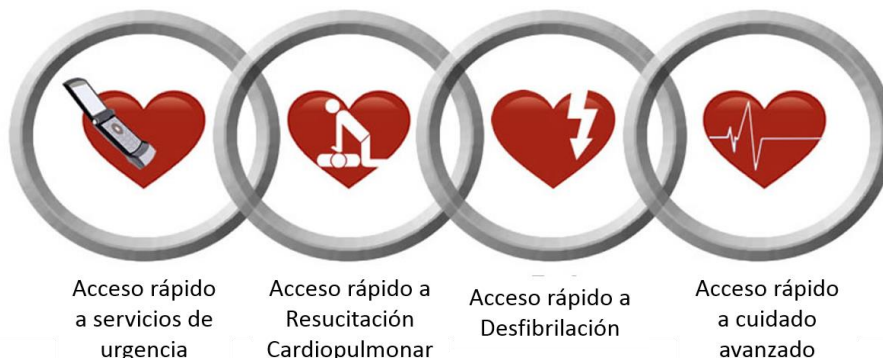 Acceso rápido
a servicios de
urgencia
Acceso rápido a
Resucitación
Cardiopulmonar
Acceso rápido a
Desfibrilación
Acceso rápido
a cuidado
avanzado